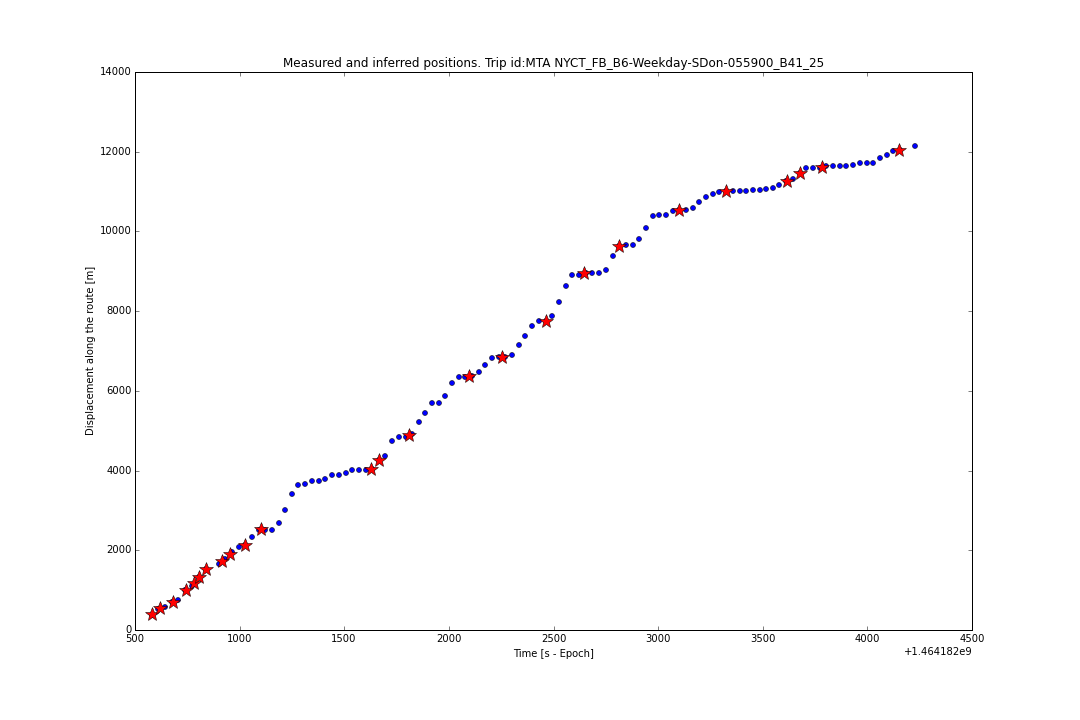 Measured and inferred positions. Trip id:MTA NYCT_FB_B6-Weekday-SDon-055900_B41_25
14000
12000
10000
8000
6000
4000
2000
0
Displacement along the route [m]
500 1000 1500 2000 2500 3000 3500 4000 4500
Time [s - Epoch]
+1.464182e9